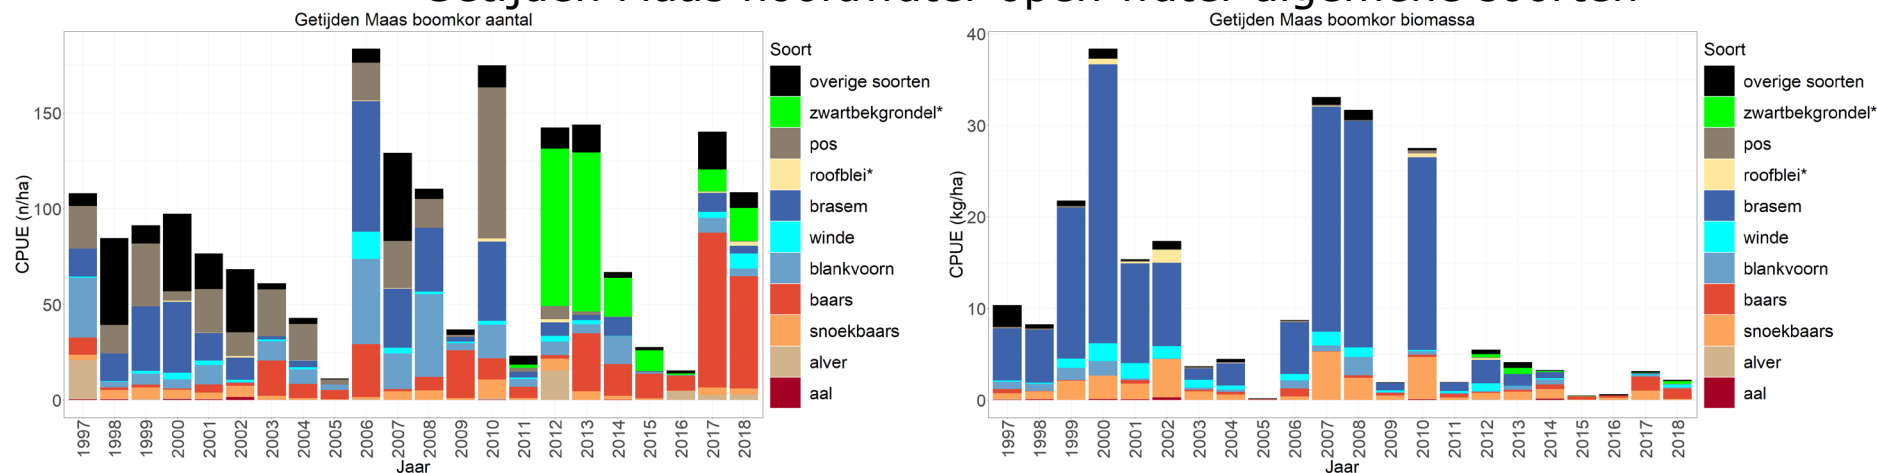 Getijden Maas boomkor aantal
CPUE (n/ha)
150
100
50
0
1997 1998 1999 2000 2001 2002 2003 2004 2005 2006 2007 2008 2009 2010 2011 2012 2013 2014 2015 2016 2017 2018
Jaar
Soort
overige soorten
zwartbekgrondel*
pos
roofblei*
brasem
winde
blankvoorn
baars
snoekbaars
alver
aal
Getijden Maas boomkor biomassa
CPUE (kg/ha)
40
30
20
10
0
1997 1998 1999 2000 2001 2002 2003 2004 2005 2006 2007 2008 2009 2010 2011 2012 2013 2014 2015 2016 2017 2018
Jaar
Soort
overige soorten
zwartbekgrondel*
pos
roofblei*
brasem
winde
blankvoorn
baars
snoekbaars
alver
aal